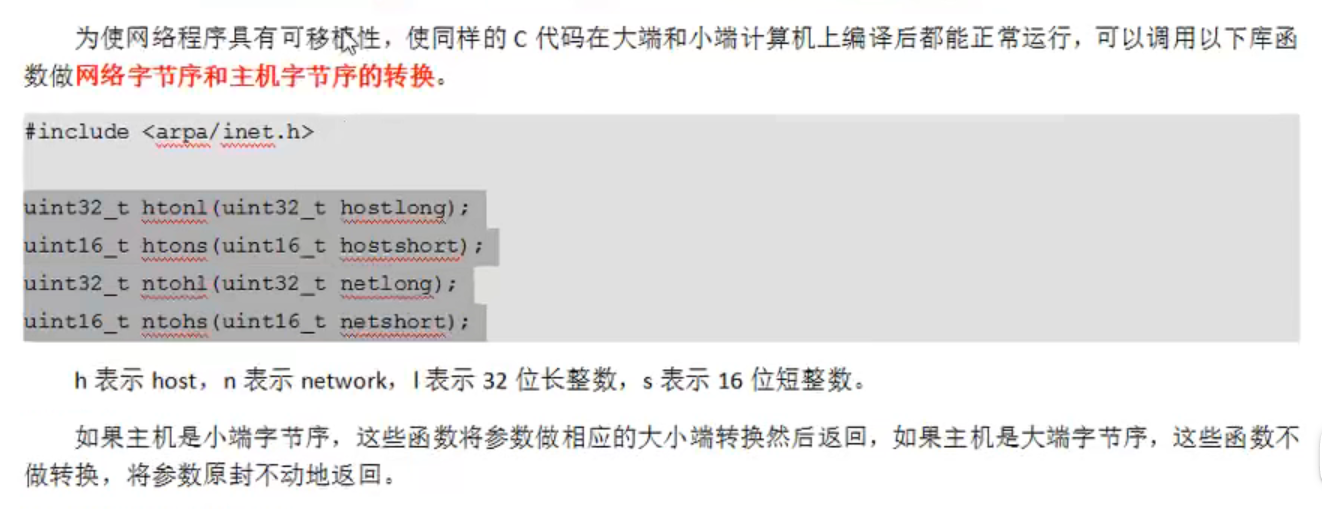 为使网络程序具有可移植性，使同样的 C 代码在大端和小端计算机上编译后都能正常运行，可以调用以下库函
数做网络字节序和主机字节序的转换。
#include <arpa/inet.h>
uint32_t htonl(uint32_t hostlong);
uint16_t htons(uint16_t hostshort);
uint32_t ntohl(uint32_t netlong);
uint16_t ntohs(uint16_t netshort);
h 表示 host，n 表示 network，l 表示 32 位长整数，s 表示 16 位短整数。
如果主机是小端字节序，这些函数将参数做相应的大小端转换然后返回，如果主机是大端字节序，这些函数不
做转换，将参数原封不动地返回。